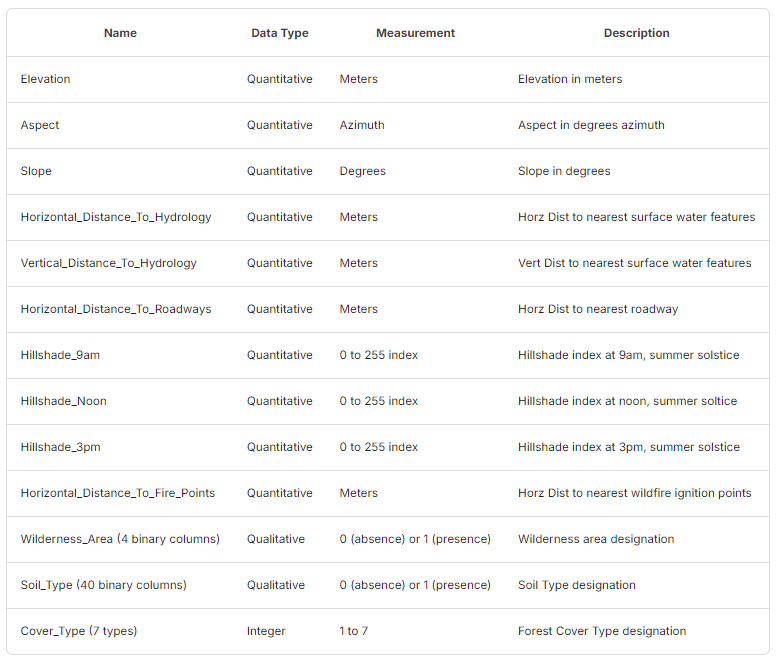 Name Data Type Measurement Description
Elevation Quantitative Meters Elevation in meters
Aspect Quantitative Azimuth Aspect in degrees azimuth
Slope Quantitative Degrees Slope in degrees
Horizontal_Distance_To_Hydrology Quantitative Meters Horz Dist to nearest surface water features
Vertical_Distance_To_Hydrology Quantitative Meters Vert Dist to nearest surface water features
Horizontal_Distance_To_Roadways Quantitative Meters Horz Dist to nearest roadway
Hillshade_9am Quantitative 0 to 255 index Hillshade index at 9am, summer solstice
Hillshade_Noon Quantitative 0 to 255 index Hillshade index at noon, summer soltice
Hillshade_3pm Quantitative 0 to 255 index Hillshade index at 3pm, summer solstice
Horizontal_Distance_To_Fire_Points Quantitative Meters Horz Dist to nearest wildfire ignition points
Wilderness_Area (4 binary columns) Qualitative 0 (absence) or 1 (presence) Wilderness area designation
Soil_Type (40 binary columns) Qualitative 0 (absence) or 1 (presence) Soil Type designation
Cover_Type (7 types) Integer 1 to 7 Forest Cover Type designation